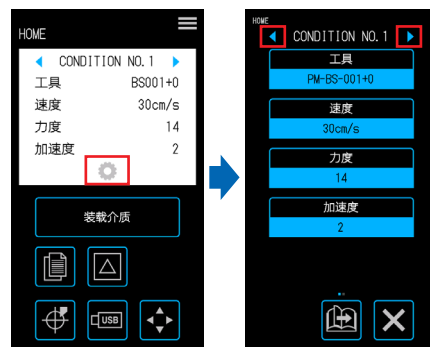 HOME
CONDITION NO. 1
工具 BS001+0
速度 30cm/s
力度 14
加速度 2
装载介质
USB
HOME
CONDITION NO. 1
工具
PM-BS-001+0
速度
30cm/s
力度
14
加速度
2